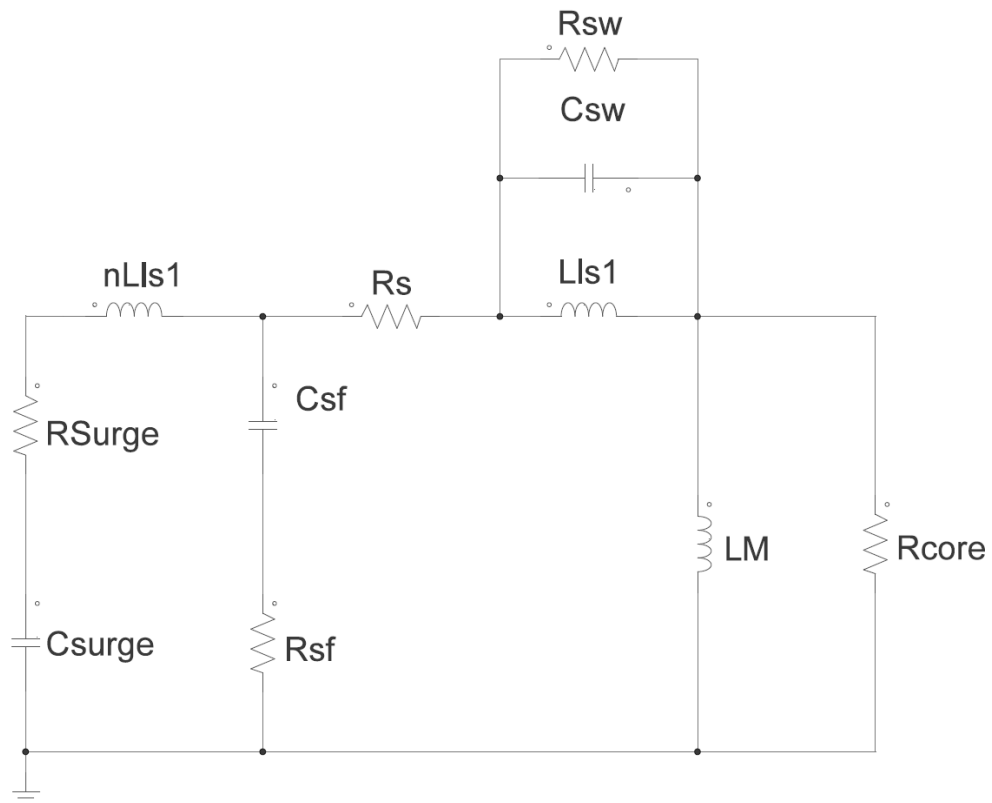 Rsw
Csw
nLls1
Rs
Lls1
Csf
RSurge
LM
Rcore
Csurge
Rsf